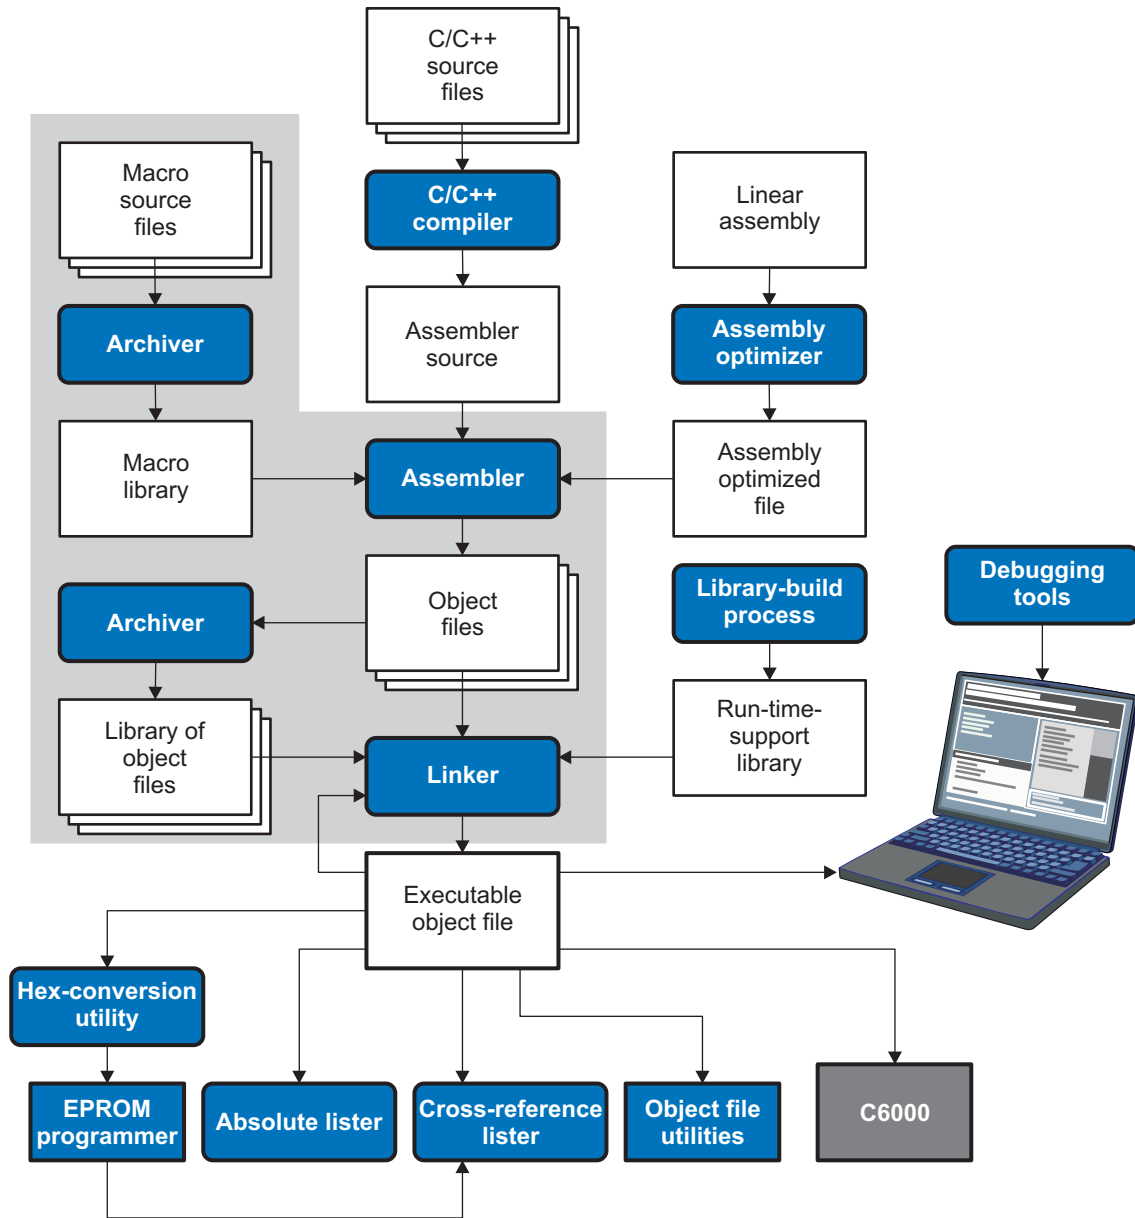 C/C++
source
files
Macro
source
files
C/C++
compiler
Linear
assembly
Archiver
Assembler
source
Assembly
optimizer
Macro
library
Assembler
Assembly
optimized
file
Archiver
Object
files
Library-build
process
Debugging
tools
Library of
object
files
Linker
Run-time-
support
library
Executable
object file
Hex-conversion
utility
EPROM
programmer
Absolute lister
Cross-reference
lister
Object file
utilities
C6000